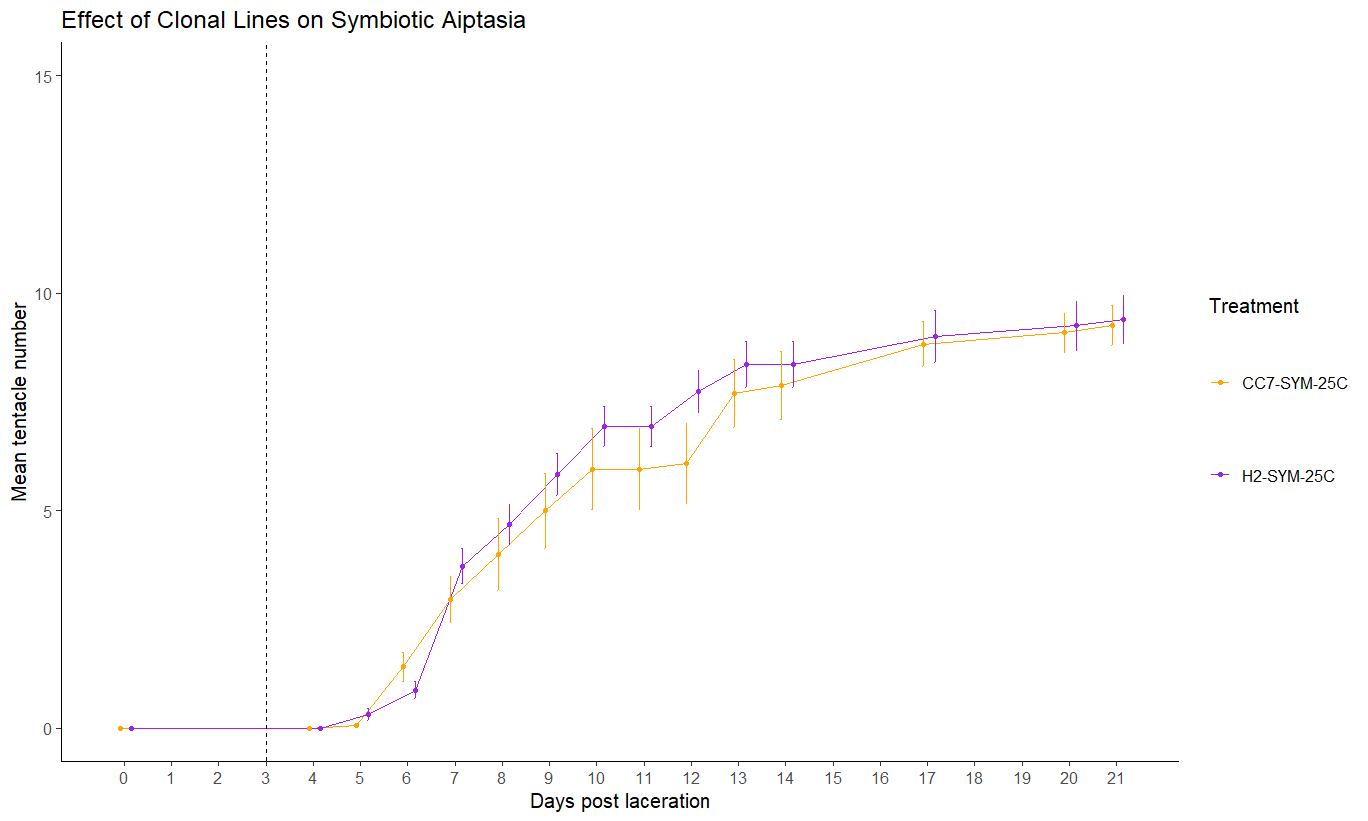 Effect of Clonal Lines on Symbiotic Aiptasia
15
10
5
0
Mean tentacle number
0 1 2 3 4 5 6 7 8 9 10 11 12 13 14 15 16 17 18 19 20 21
Days post laceration
Treatment
CC7-SYM-25C
H2-SYM-25C